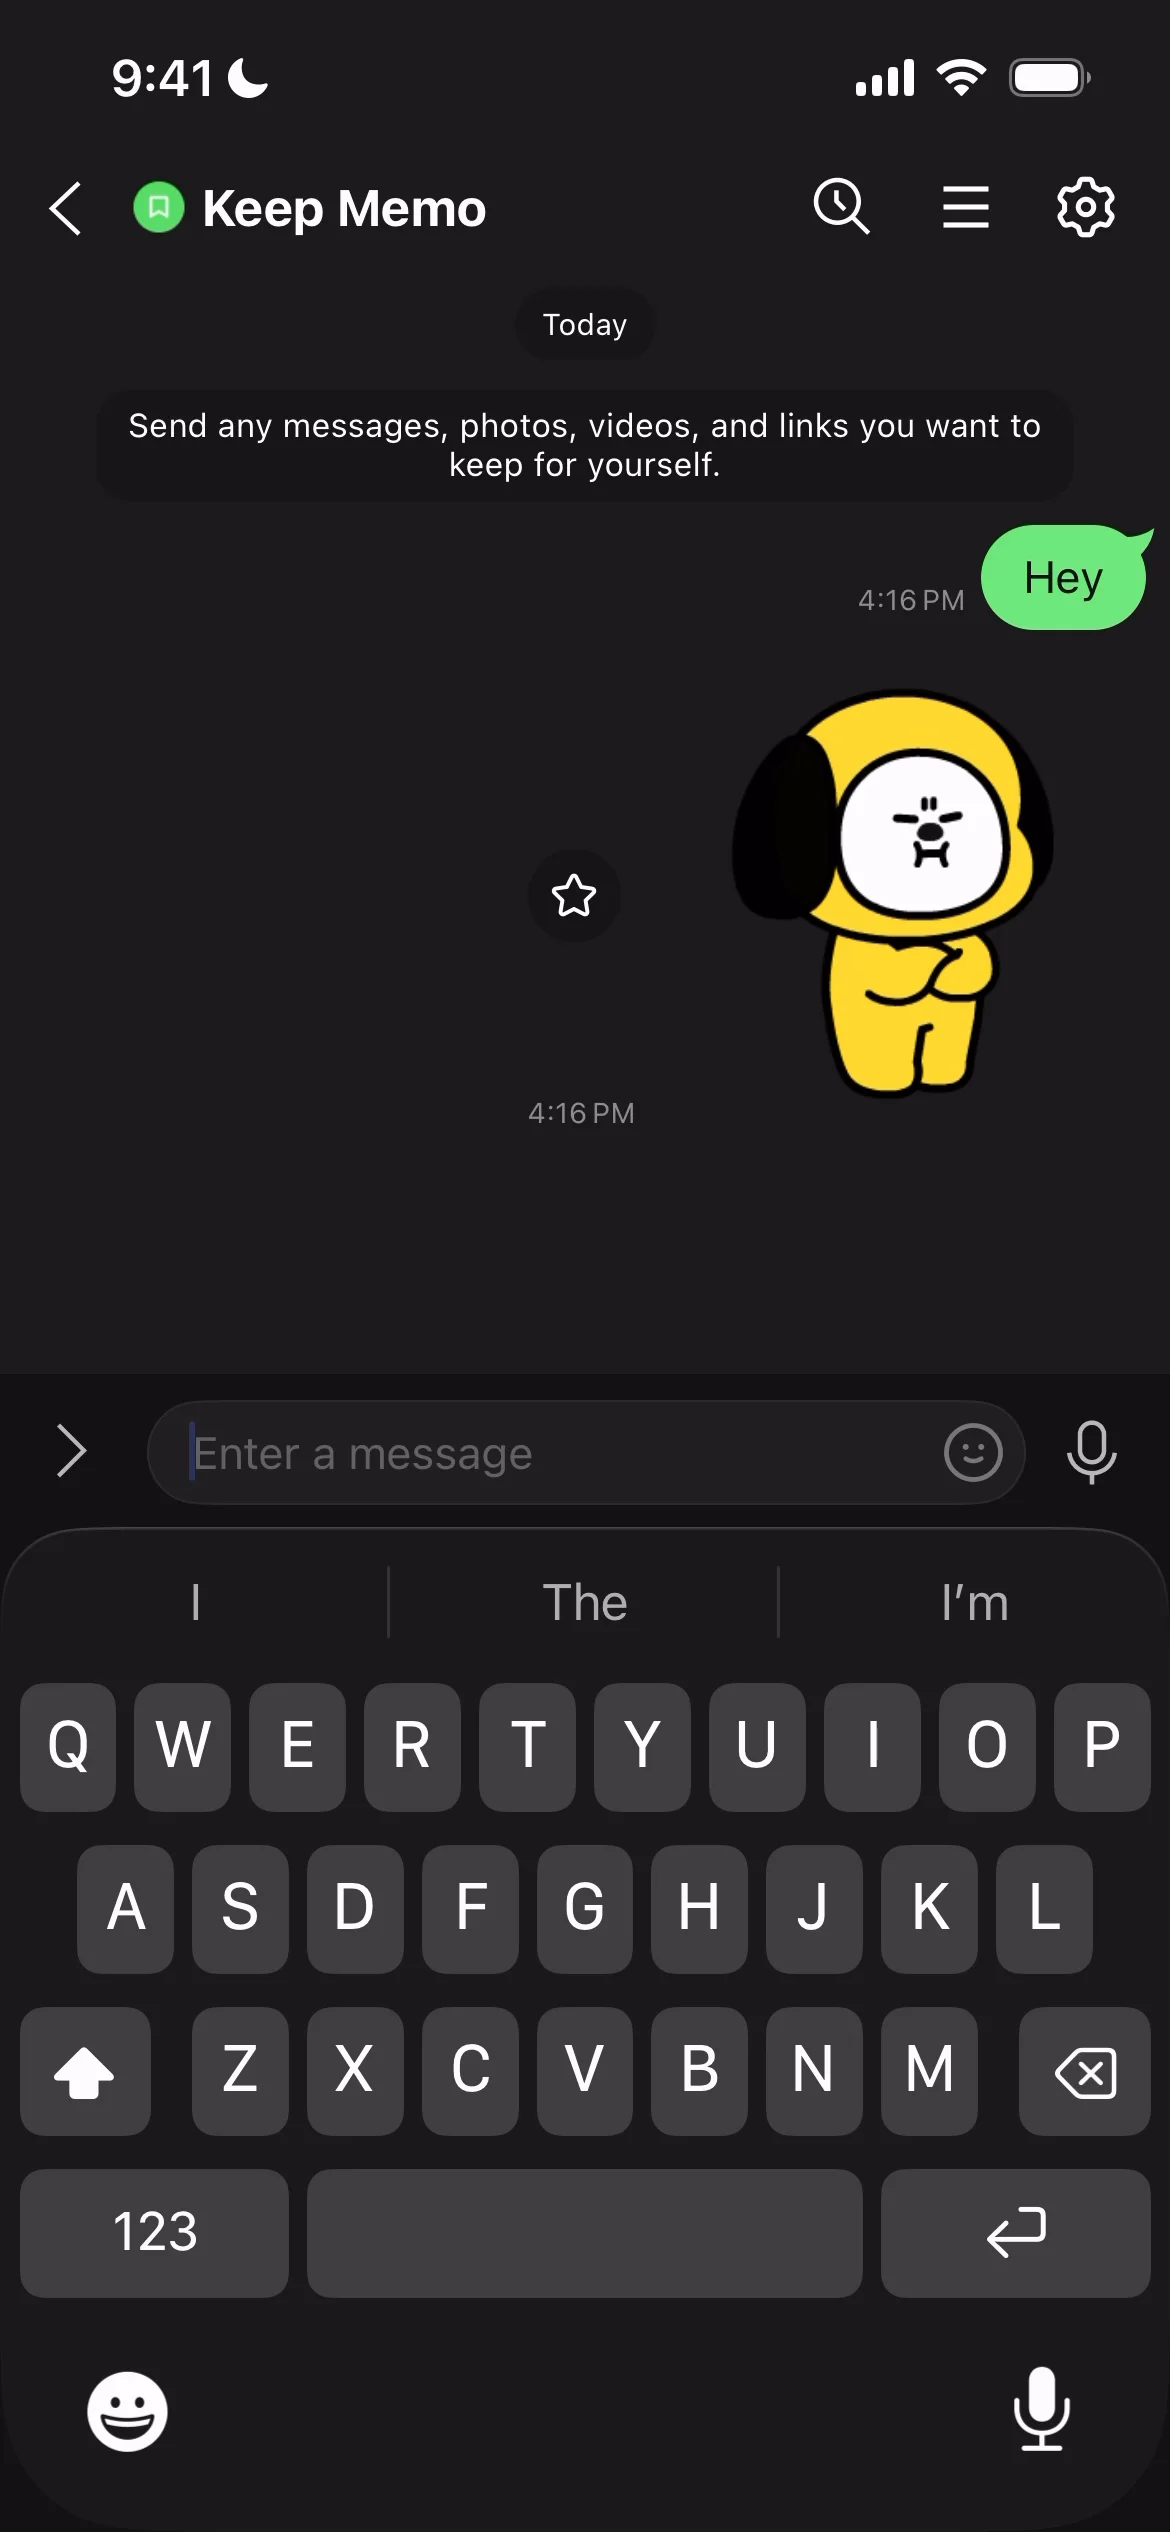 9:41
Keep Memo
Today
Send any messages, photos, videos, and links you want to
keep for yourself.
4:16 PM Hey
4:16 PM
Enter a message
I The I’m
Q W E R T Y U I O P
A S D F G H J K L
Z X C V B N M
123